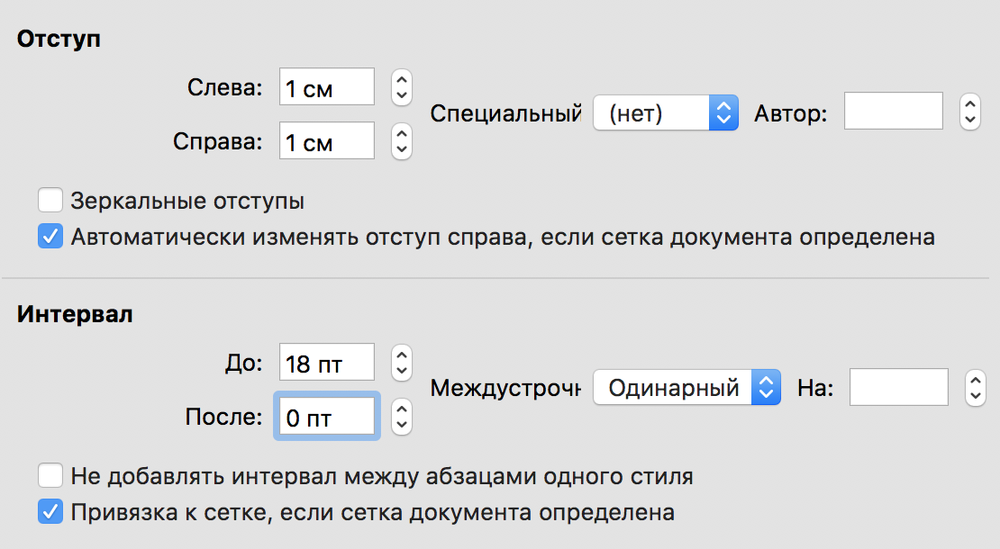 Отступ
Слева: 1 см
Специальный (нет) Автор:
Справа: 1 см
Зеркальные отступы
Автоматически изменять отступ справа, если сетка документа определена
Интервал
До: 18 пт
Междустрочн Одинарный На:
После: 0 пт
Не добавлять интервал между абзацами одного стиля
Привязка к сетке, если сетка документа определена